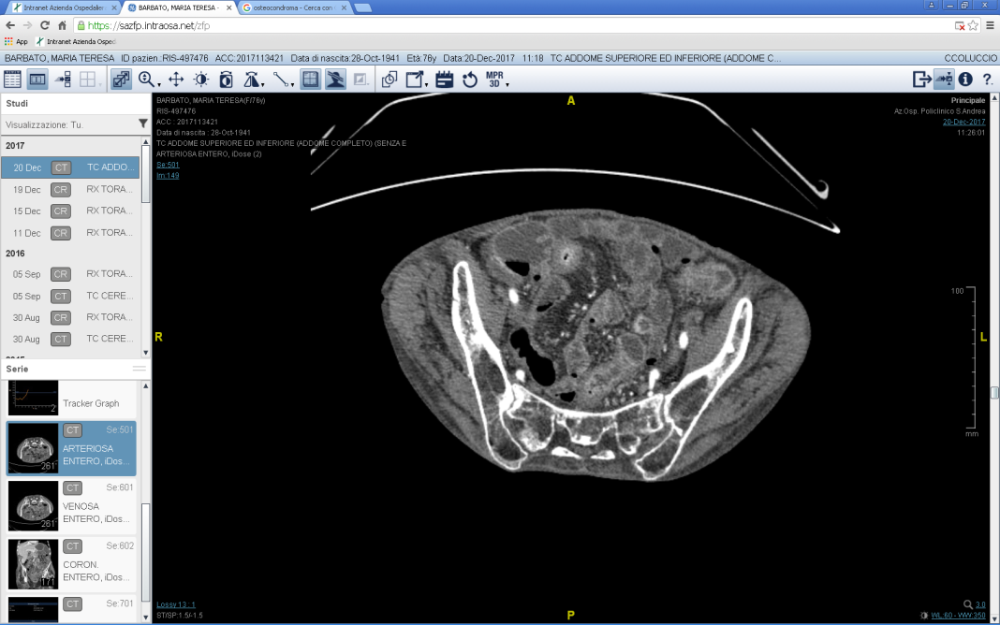 Intranet Azienda Ospedalier
BARBATO, MARIA TERESA -
osteocondroma - Cerca con
https://sazfp.intraosa.net/zfp
App Intranet Azienda Osped
BARBATO, MARIA TERESA ID pazien.:RIS-497476 ACC:2017113421 Data di nascita:28-Oct-1941 Età:76y Data:20-Dec-2017 11:18 TC ADDOME SUPERIORE ED INFERIORE (ADDOME C... CCOLUCCIO
MPR
3D
Studi
Visualizzazione: Tu.
2017
20 Dec CT TC ADDO...
19 Dec CR RX TORA...
15 Dec CR RX TORA...
11 Dec CR RX TORA...
2016
05 Sep CR RX TORA...
05 Sep CT TC CERE...
30 Aug CR RX TORA...
30 Aug CT TC CERE...
Serie
2 Tracker Graph
CT Se:501
ARTERIOSA
ENTERO, iDos...
261
CT Se:601
VENOSA
ENTERO, iDos...
261
CT Se:602
CORON.
ENTERO, iDos...
171
CT Se:701
BARBATO, MARIA TERESA(F/76y)
RIS-497476
ACC : 2017113421
Data di nascita : 28-Oct-1941
TC ADDOME SUPERIORE ED INFERIORE (ADDOME COMPLETO) (SENZA E
ARTERIOSA ENTERO, iDose (2)
Se:501
Im:149
A
Principale
Az.Osp. Policlinico S.Andrea
20-Dec-2017
11:26:01
R
L
100
mm
Lossy 13 : 1
ST/SP:1.5/-1.5
P
3.0
WL:60 - WW:350